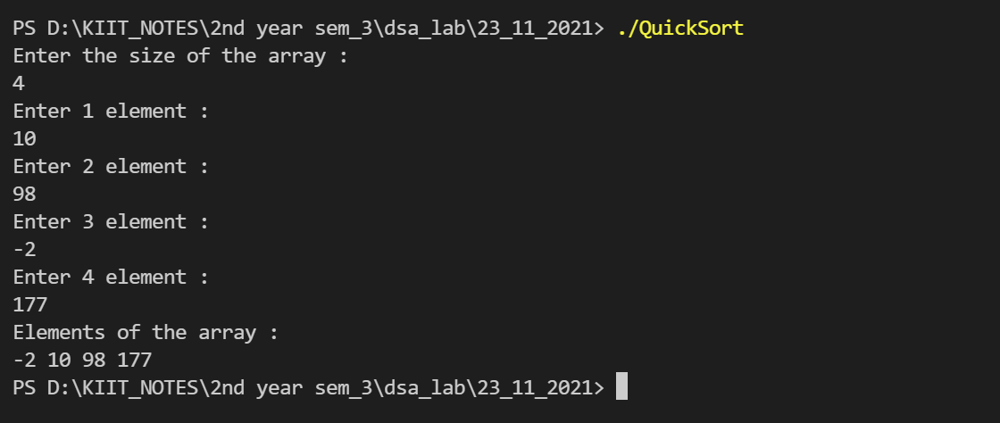 PS D:\KIIT_NOTES\2nd year sem_3\dsa_lab\23_11_2021> ./QuickSort
Enter the size of the array :
4
Enter 1 element :
10
Enter 2 element :
98
Enter 3 element :
-2
Enter 4 element :
177
Elements of the array :
-2 10 98 177
PS D:\KIIT_NOTES\2nd year sem_3\dsa_lab\23_11_2021>